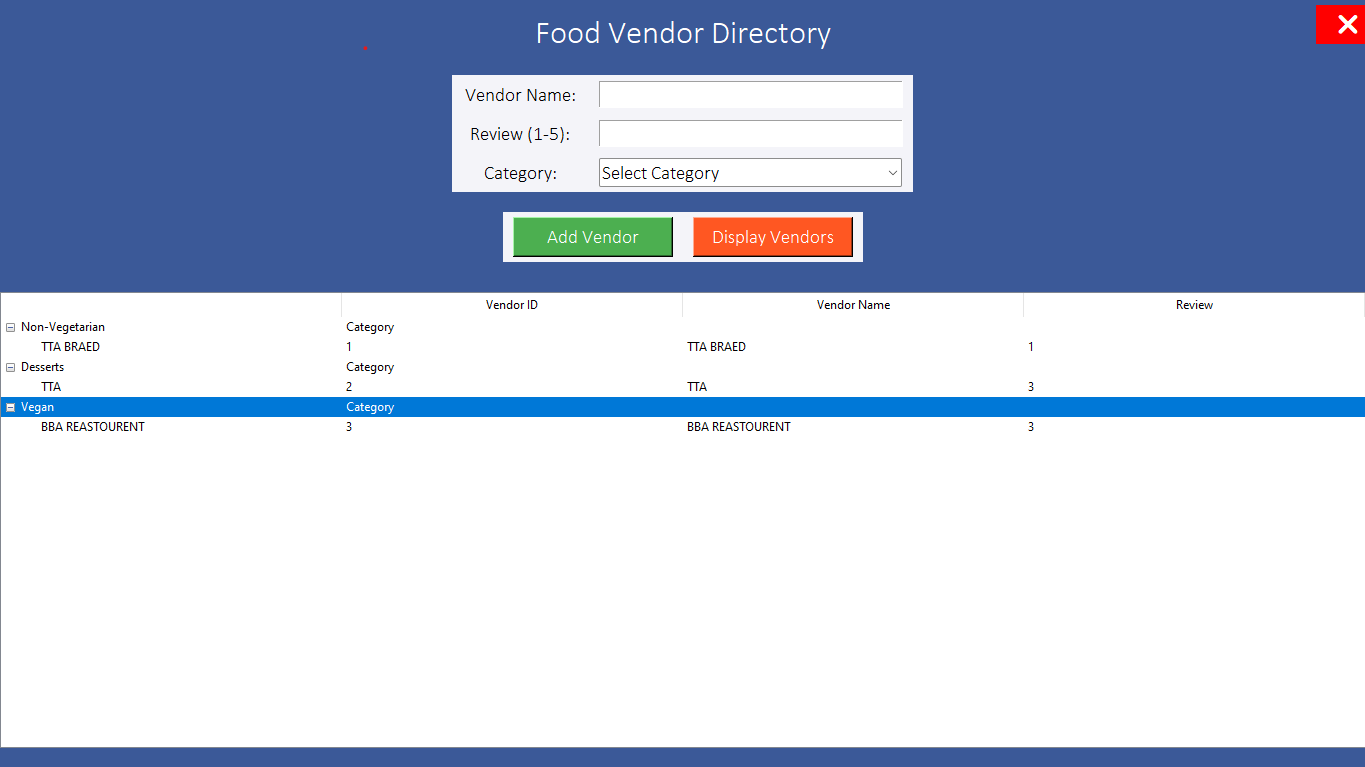 Food Vendor Directory
Vendor Name:
Review (1-5):
Category: Select Category
Add Vendor Display Vendors
Vendor ID Vendor Name Review
Non-Vegetarian Category
TTA BRAED 1 TTA BRAED 1
Desserts Category
TTA 2 TTA 3
Vegan Category
BBA REASTOURENT 3 BBA REASTOURENT 3